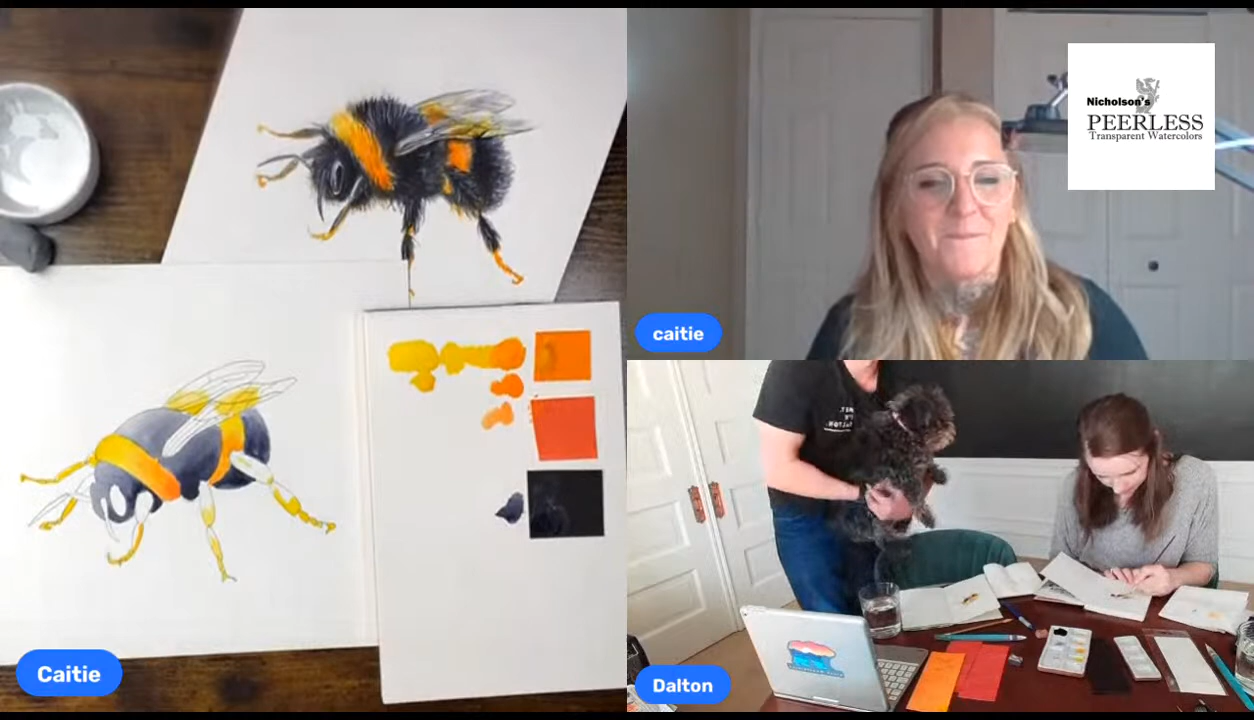 Caitie
caitie
Nicholson's
PEERLESS
Transparent Watercolors
Dalton